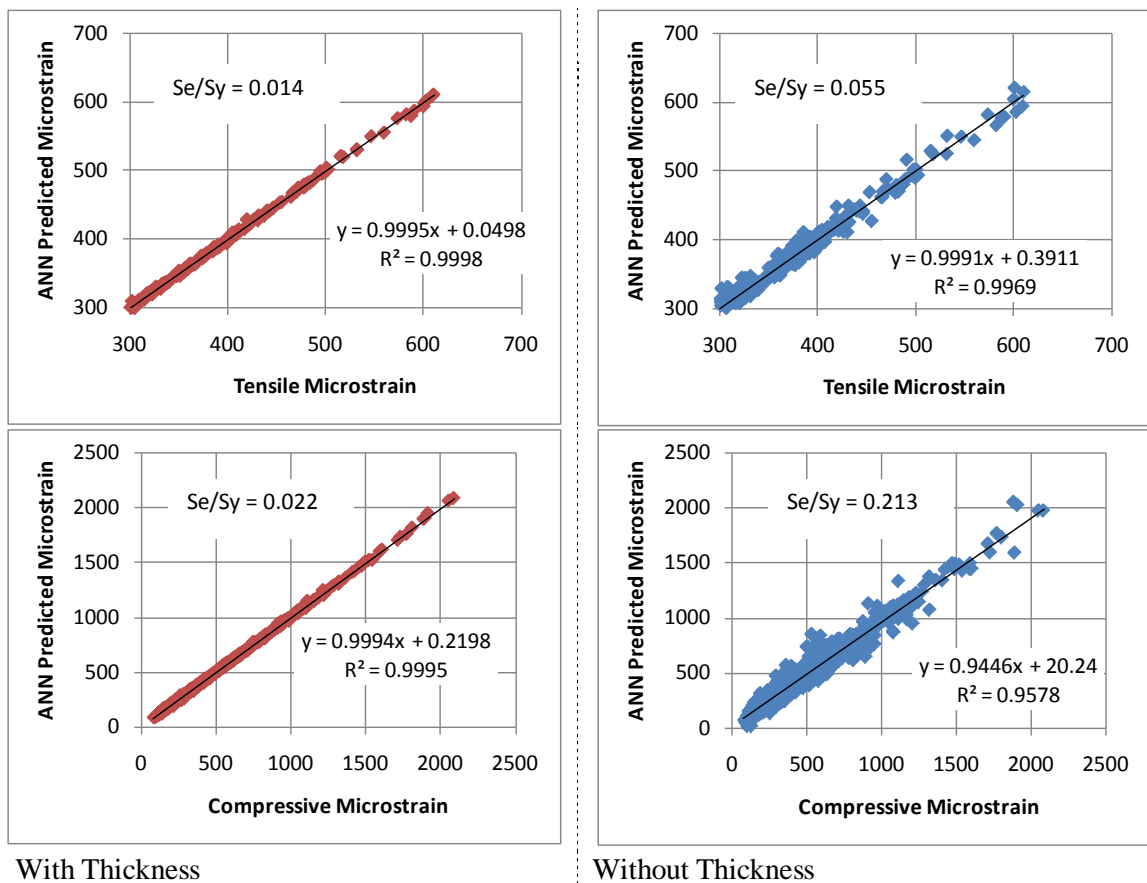 700
600
500
400
300
ANN Predicted Microstrain
Se/Sy = 0.014
y = 0.9995x + 0.0498
R² = 0.9998
300 400 500 600 700
Tensile Microstrain
700
600
500
400
300
ANN Predicted Microstrain
Se/Sy = 0.055
y = 0.9991x + 0.3911
R² = 0.9969
300 400 500 600 700
Tensile Microstrain
2500
2000
1500
1000
500
0
ANN Predicted Microstrain
Se/Sy = 0.022
y = 0.9994x + 0.2198
R² = 0.9995
0 500 1000 1500 2000 2500
Compressive Microstrain
2500
2000
1500
1000
500
0
ANN Predicted Microstrain
Se/Sy = 0.213
y = 0.9446x + 20.24
R² = 0.9578
0 500 1000 1500 2000 2500
Compressive Microstrain
With Thickness
Without Thickness